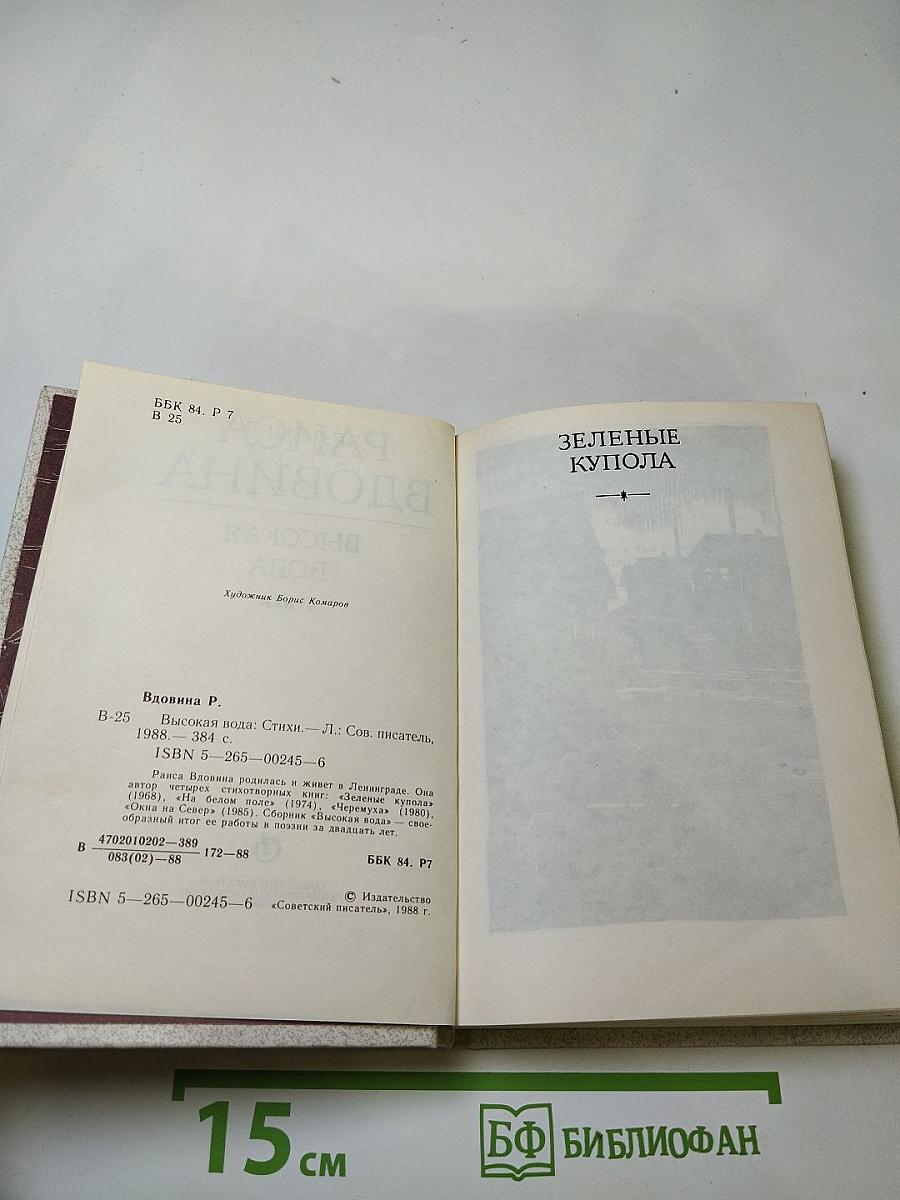 ББК 84. Р 7
В 25
РАИСА
ВДОВИНА
ВЫСОКАЯ
ВОДА
Художник Борис Комаров
Вдовина Р.
В-25 Высокая вода: Стихи.— Л.: Сов. писатель,
1988.— 384 с.
ISBN 5—265—00245—6
Раиса Вдовина родилась и живет в Ленинграде. Она
автор четырех стихотворных книг: «Зеленые купола»
(1968), «На белом поле» (1974), «Черемуха» (1980),
«Окна на Север» (1985). Сборник «Высокая вода» — свое-
образный итог ее работы в поэзии за двадцать лет.
В 4702010202—389
083(02)—88 172—88 ББК 84. Р7
ISBN 5—265—00245—6
© Издательство
«Советский писатель», 1988 г.
ЗЕЛЕНЫЕ
КУПОЛА
15 см
БФ БИБЛИОФАН